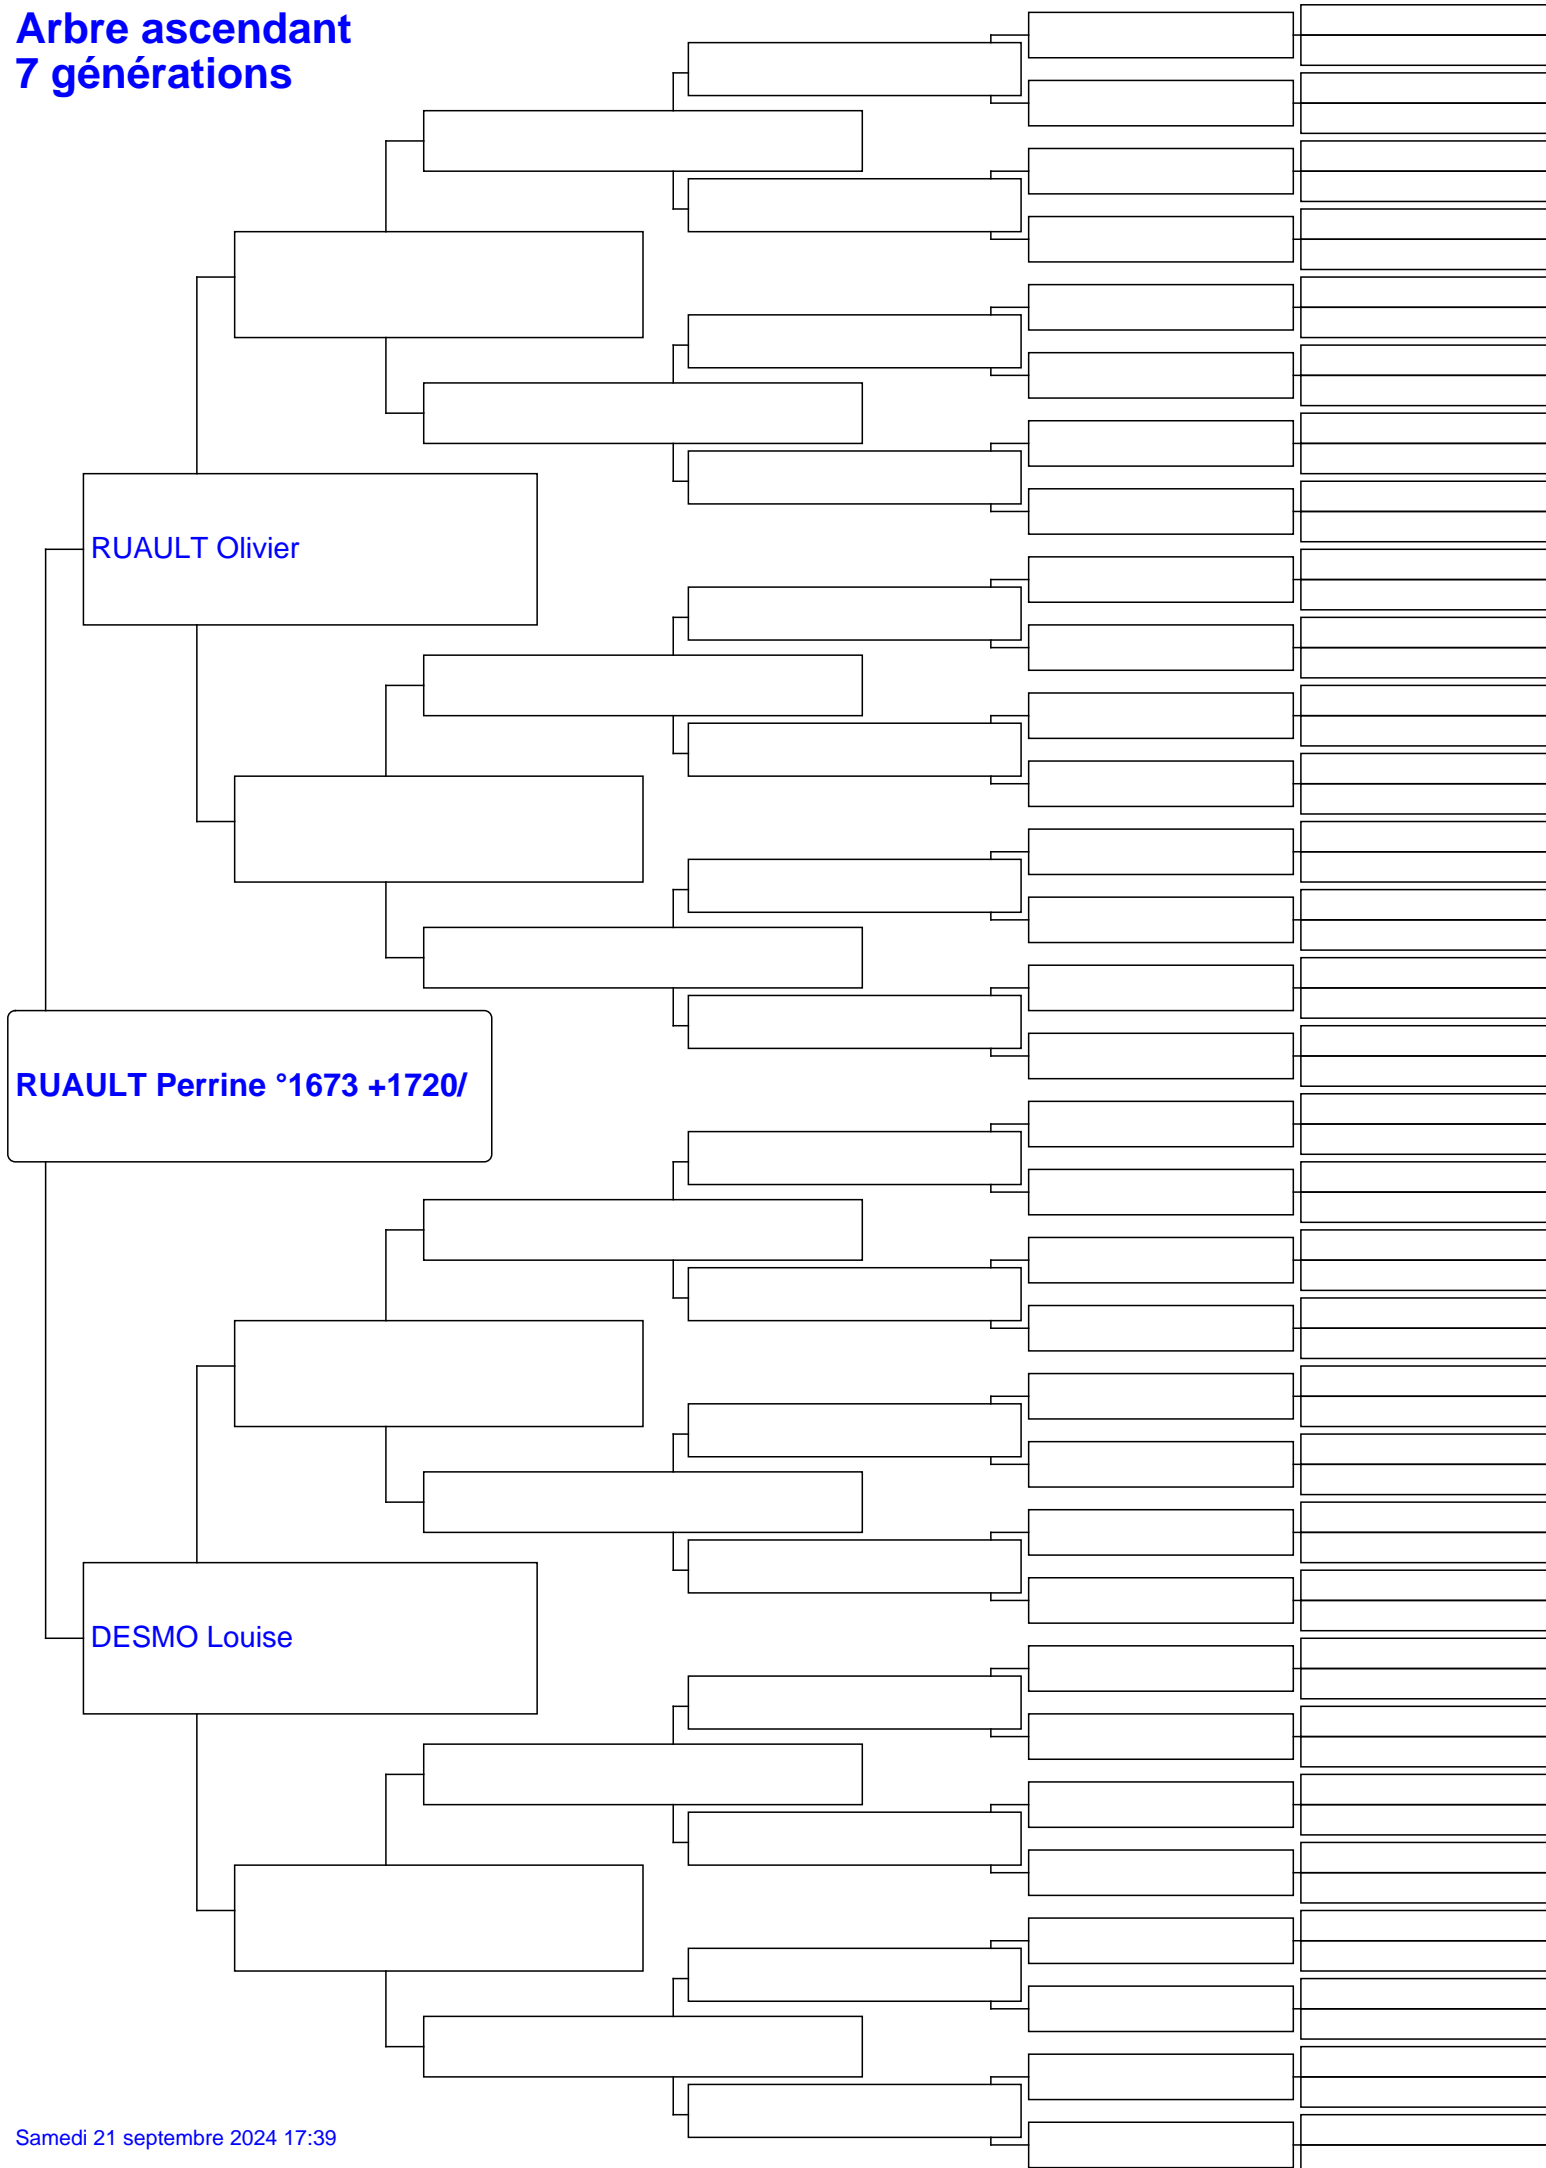 Arbre ascendant
7 générations
RUAULT Olivier
RUAULT Perrine °1673 +1720/
DESMO Louise
Samedi 21 septembre 2024 17:39